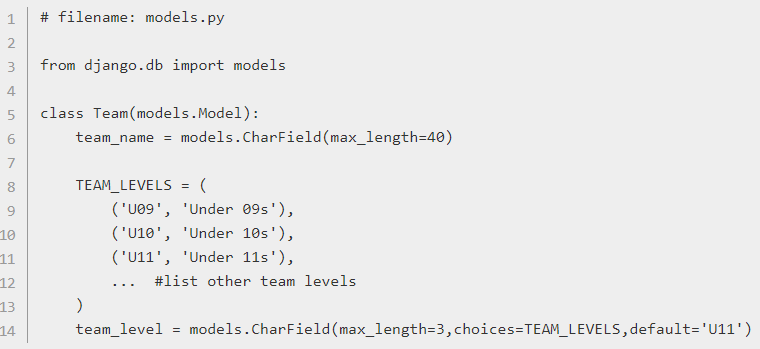 1 # filename: models.py
2
3 from django.db import models
4
5 class Team(models.Model):
6     team_name = models.CharField(max_length=40)
7
8     TEAM_LEVELS = (
9         ('U09', 'Under 09s'),
10         ('U10', 'Under 10s'),
11         ('U11', 'Under 11s'),
12         ...  #list other team levels
13     )
14     team_level = models.CharField(max_length=3,choices=TEAM_LEVELS,default='U11')